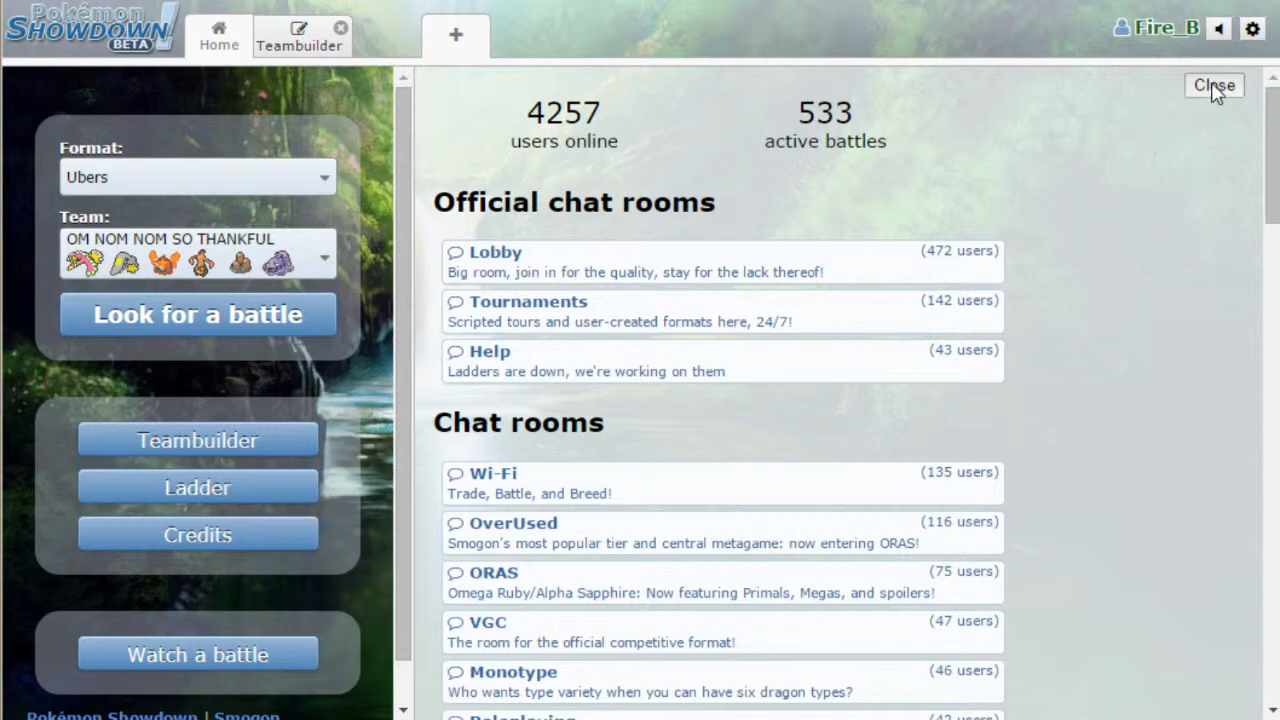 Pokémon
SHOWDOWN!
BETA
Home
Teambuilder
+
Fire_B
Format:
Ubers
Team:
OM NOM NOM SO THANKFUL
Look for a battle
Teambuilder
Ladder
Credits
Watch a battle
Pokémon Showdown | Smogon
Close
4257
users online
533
active battles
Official chat rooms
Lobby (472 users)
Big room, join in for the quality, stay for the lack thereof!
Tournaments (142 users)
Scripted tours and user-created formats here, 24/7!
Help (43 users)
Ladders are down, we're working on them
Chat rooms
Wi-Fi (135 users)
Trade, Battle, and Breed!
OverUsed (116 users)
Smogon's most popular tier and central metagame: now entering ORAS!
ORAS (75 users)
Omega Ruby/Alpha Sapphire: Now featuring Primals, Megas, and spoilers!
VGC (47 users)
The room for the official competitive format!
Monotype (46 users)
Who wants type variety when you can have six dragon types?
Roleplaying (42 users)